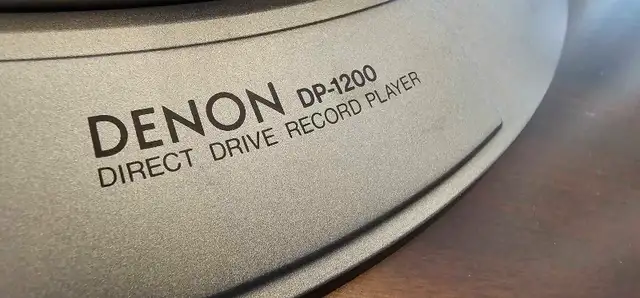 DENON DP-1200
DIRECT DRIVE RECORD PLAYER